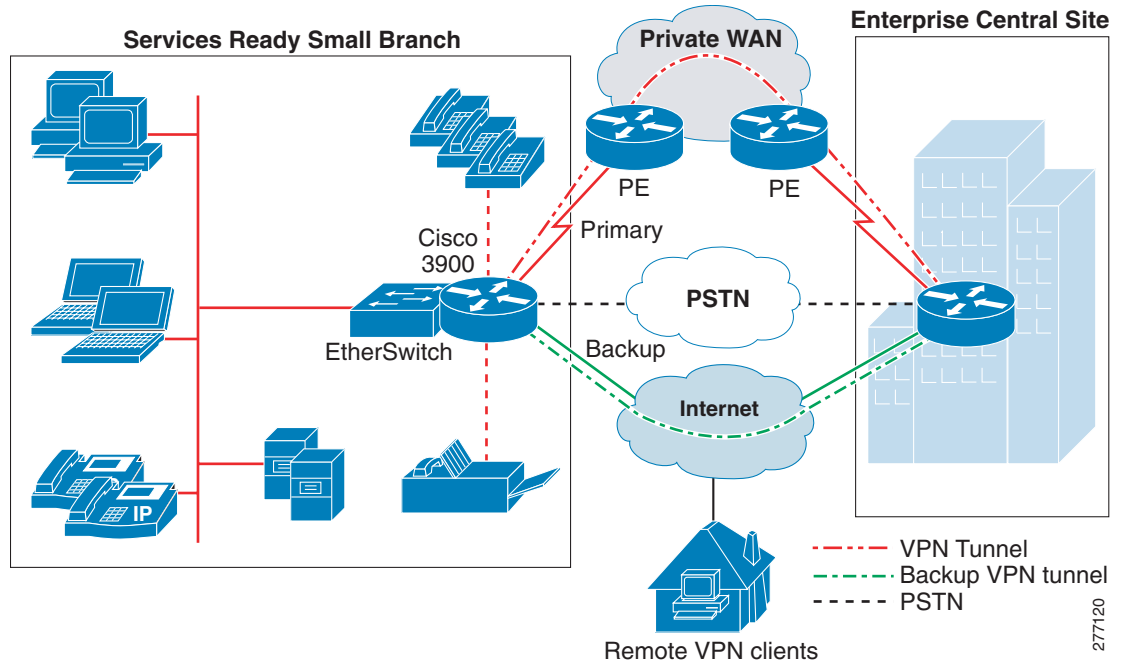 Services Ready Small Branch
Private WAN
Enterprise Central Site
PE
PE
Cisco
3900
Primary
PSTN
EtherSwitch
Backup
Internet
IP
VPN Tunnel
Backup VPN tunnel
PSTN
Remote VPN clients
277120